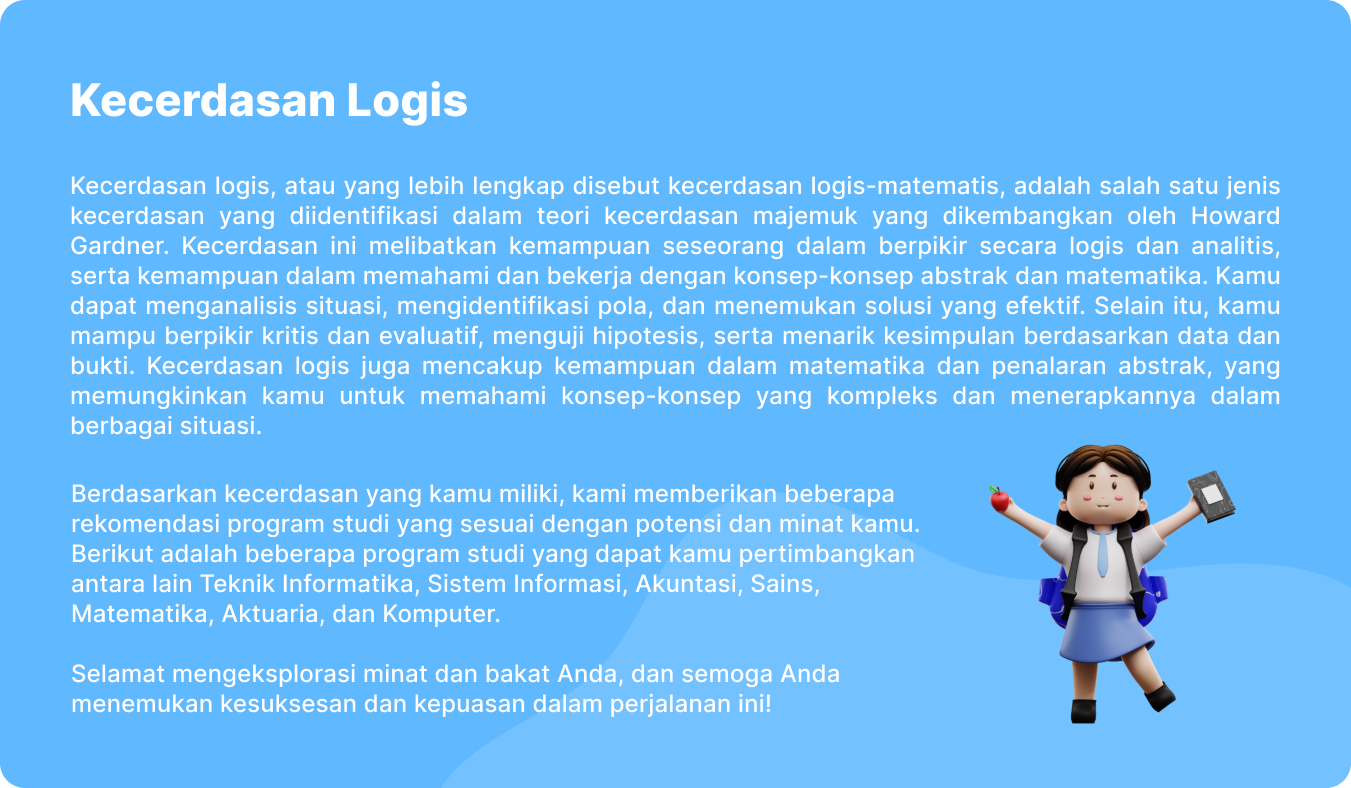 Kecerdasan Logis
Kecerdasan logis, atau yang lebih lengkap disebut kecerdasan logis-matematis, adalah salah satu jenis
kecerdasan yang diidentifikasi dalam teori kecerdasan majemuk yang dikembangkan oleh Howard
Gardner. Kecerdasan ini melibatkan kemampuan seseorang dalam berpikir secara logis dan analitis,
serta kemampuan dalam memahami dan bekerja dengan konsep-konsep abstrak dan matematika. Kamu
dapat menganalisis situasi, mengidentifikasi pola, dan menemukan solusi yang efektif. Selain itu, kamu
mampu berpikir kritis dan evaluatif, menguji hipotesis, serta menarik kesimpulan berdasarkan data dan
bukti. Kecerdasan logis juga mencakup kemampuan dalam matematika dan penalaran abstrak, yang
memungkinkan kamu untuk memahami konsep-konsep yang kompleks dan menerapkannya dalam
berbagai situasi.
Berdasarkan kecerdasan yang kamu miliki, kami memberikan beberapa
rekomendasi program studi yang sesuai dengan potensi dan minat kamu.
Berikut adalah beberapa program studi yang dapat kamu pertimbangkan
antara lain Teknik Informatika, Sistem Informasi, Akuntasi, Sains,
Matematika, Aktuaria, dan Komputer.
Selamat mengeksplorasi minat dan bakat Anda, dan semoga Anda
menemukan kesuksesan dan kepuasan dalam perjalanan ini!